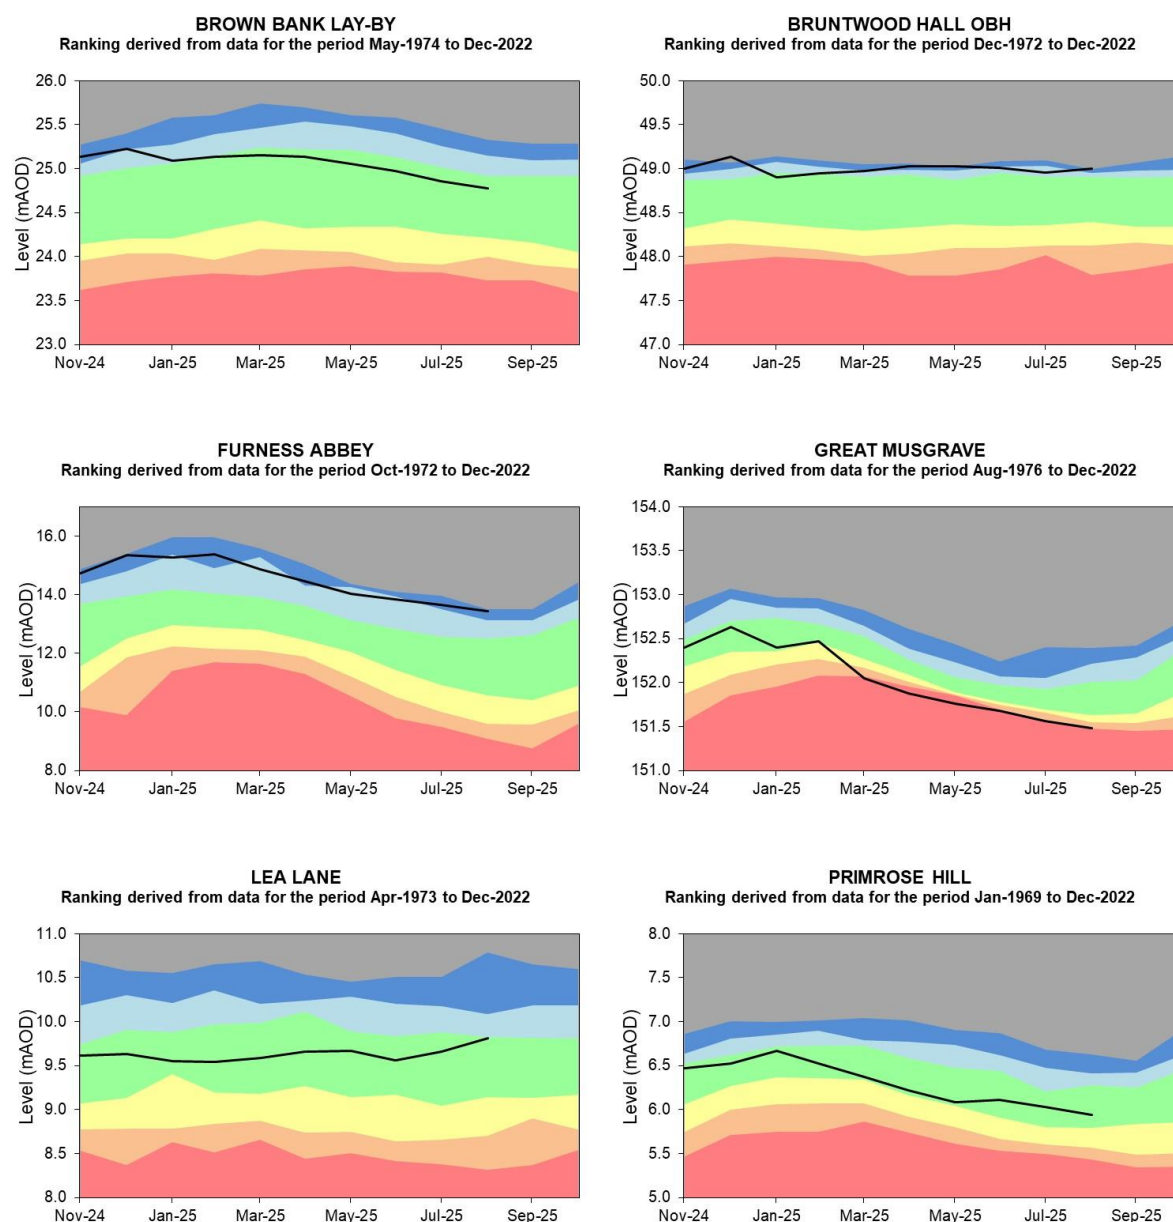 BROWN BANK LAY-BY
Ranking derived from data for the period May-1974 to Dec-2022
Level (mAOD)
26.0
25.5
25.0
24.5
24.0
23.5
23.0
Nov-24 Jan-25 Mar-25 May-25 Jul-25 Sep-25
BRUNTWOOD HALL OBH
Ranking derived from data for the period Dec-1972 to Dec-2022
Level (mAOD)
50.0
49.5
49.0
48.5
48.0
47.5
47.0
Nov-24 Jan-25 Mar-25 May-25 Jul-25 Sep-25
FURNESS ABBEY
Ranking derived from data for the period Oct-1972 to Dec-2022
Level (mAOD)
16.0
14.0
12.0
10.0
8.0
Nov-24 Jan-25 Mar-25 May-25 Jul-25 Sep-25
GREAT MUSGRAVE
Ranking derived from data for the period Aug-1976 to Dec-2022
Level (mAOD)
154.0
153.5
153.0
152.5
152.0
151.5
151.0
Nov-24 Jan-25 Mar-25 May-25 Jul-25 Sep-25
LEA LANE
Ranking derived from data for the period Apr-1973 to Dec-2022
Level (mAOD)
11.0
10.5
10.0
9.5
9.0
8.5
8.0
Nov-24 Jan-25 Mar-25 May-25 Jul-25 Sep-25
PRIMROSE HILL
Ranking derived from data for the period Jan-1969 to Dec-2022
Level (mAOD)
8.0
7.5
7.0
6.5
6.0
5.5
5.0
Nov-24 Jan-25 Mar-25 May-25 Jul-25 Sep-25